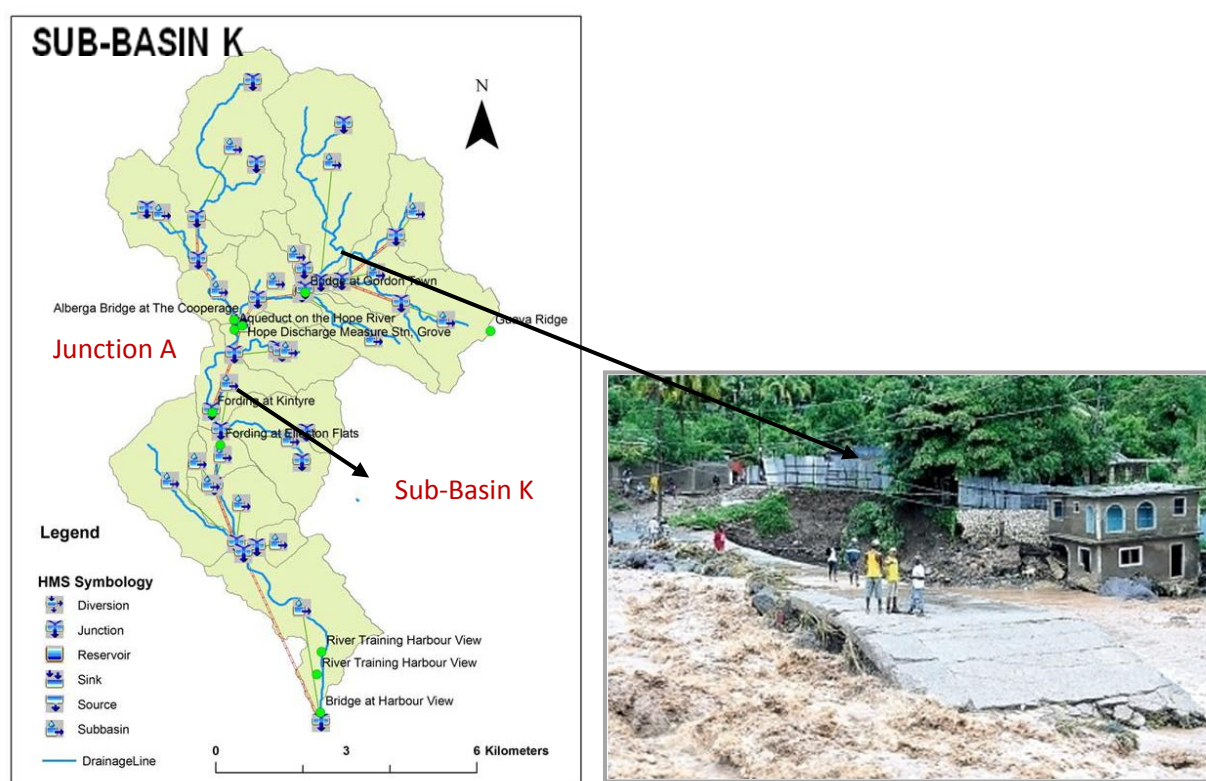 SUB-BASIN K
N
Bridge at Gordon Town
Alberga Bridge at The Cooperage
Aqueduct on the Hope River
Guava Ridge
Hope Discharge Measure Stn, Grove
Junction A
Fording at Kintyre
Fording at Elleston Flats
Sub-Basin K
Legend
HMS Symbology
Diversion
Junction
Reservoir
Sink
Source
Subbasin
DrainageLine
River Training Harbour View
River Training Harbour View
Bridge at Harbour View
0 3 6 Kilometers